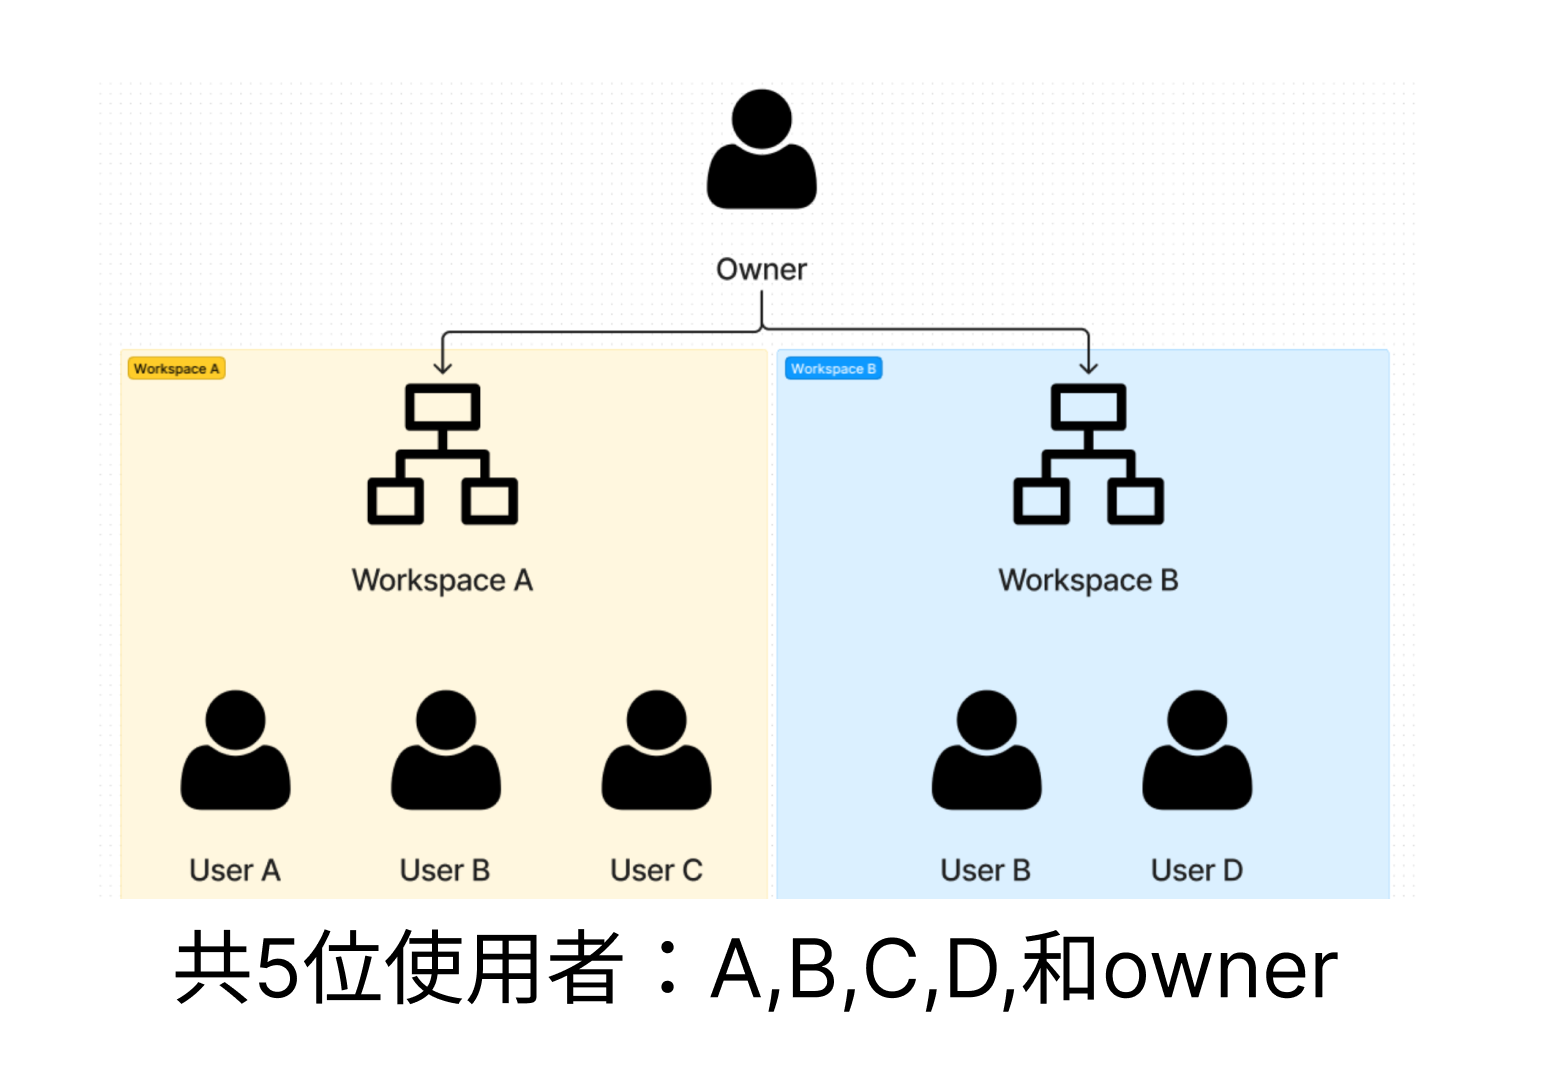 Owner
Workspace A
Workspace B
Workspace A
Workspace B
User A
User B
User C
User B
User D
共5位使用者：A,B,C,D,和owner